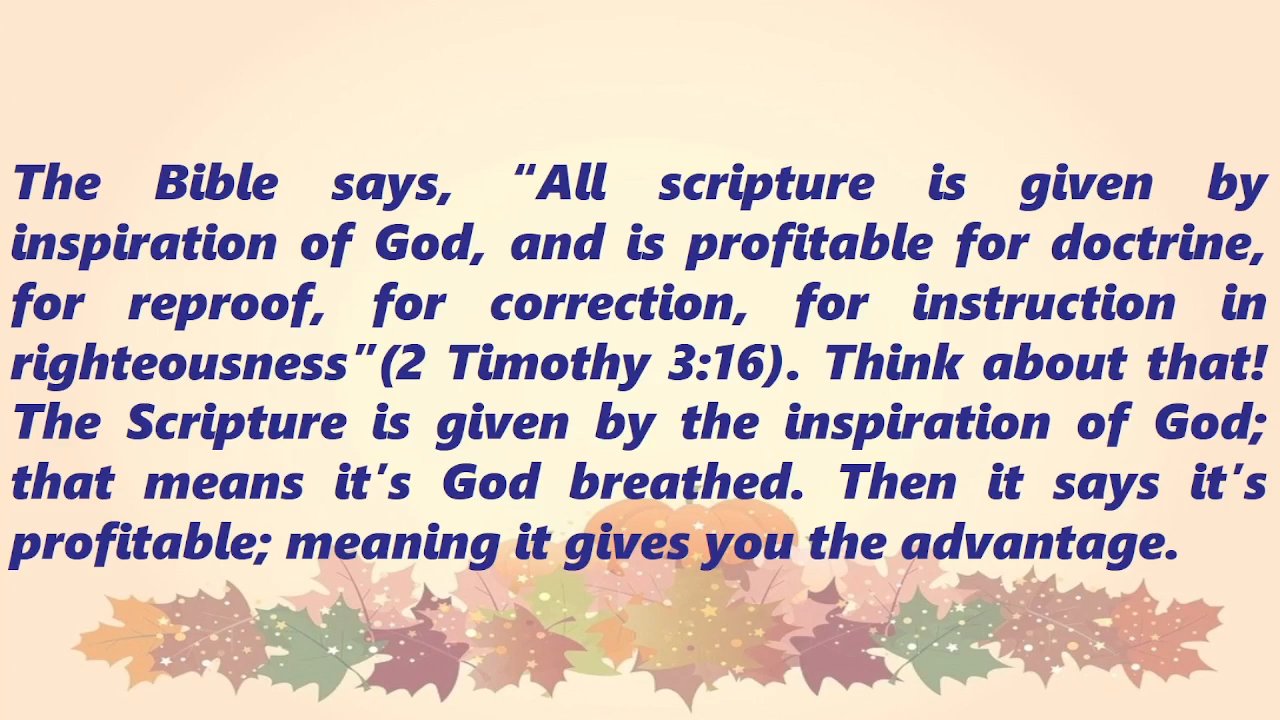 The Bible says, “All scripture is given by
inspiration of God, and is profitable for doctrine,
for reproof, for correction, for instruction in
righteousness”(2 Timothy 3:16). Think about that!
The Scripture is given by the inspiration of God;
that means it’s God breathed. Then it says it’s
profitable; meaning it gives you the advantage.